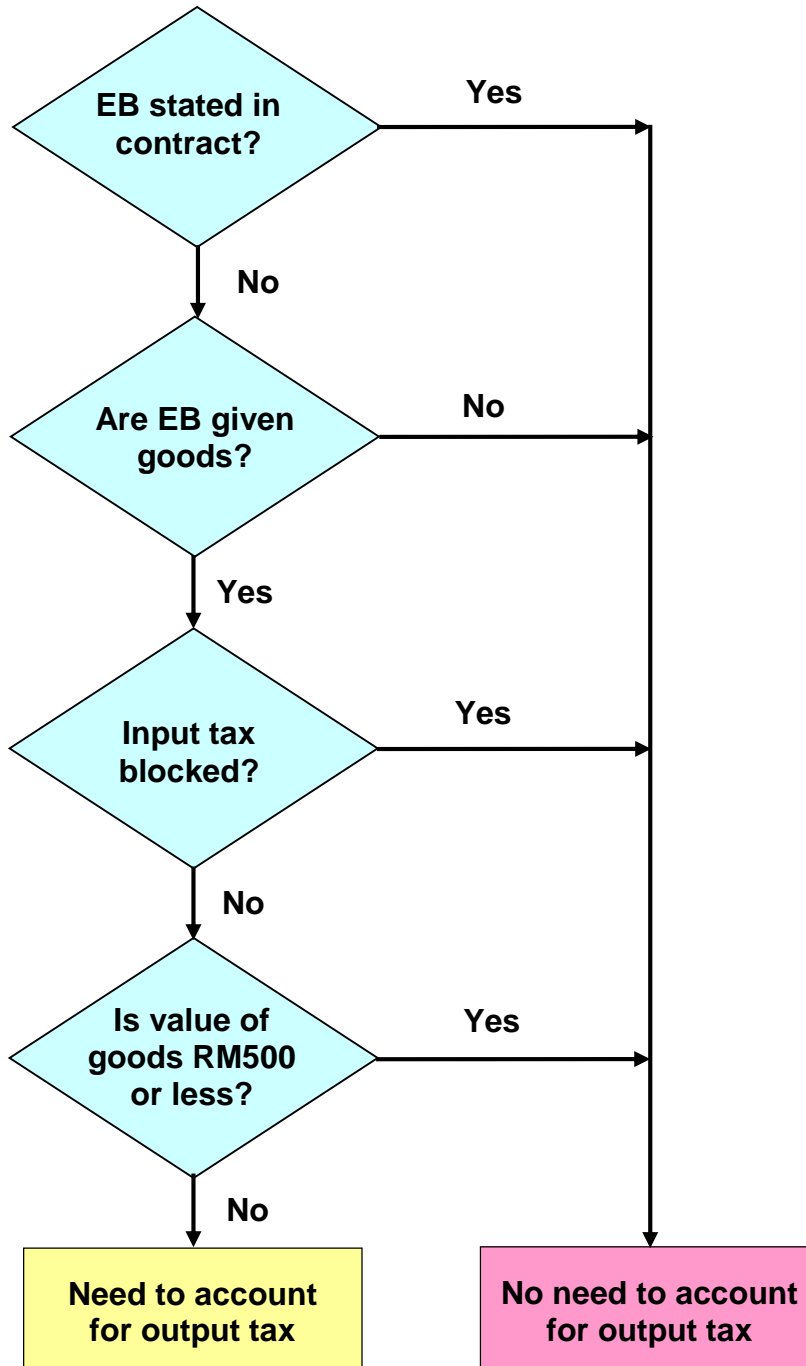 EB stated in
contract?
Yes
No
Are EB given
goods?
No
Yes
Input tax
blocked?
Yes
No
Is value of
goods RM500
or less?
Yes
No
Need to account
for output tax
No need to account
for output tax